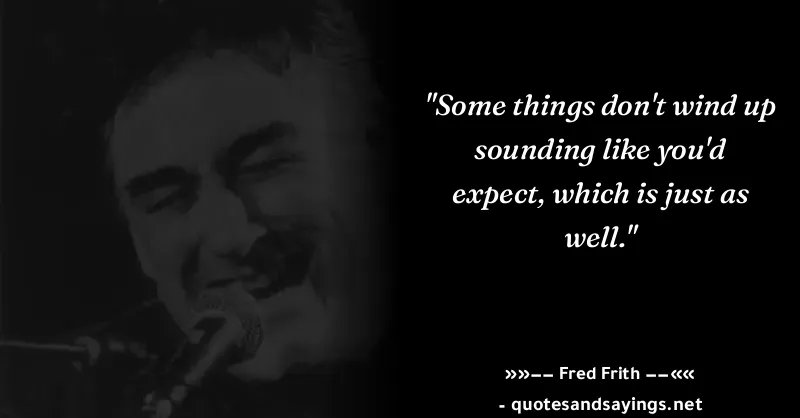 "Some things don't wind up
sounding like you'd
expect, which is just as
well."
»»−− Fred Frith −−««
- quotesandsayings.net